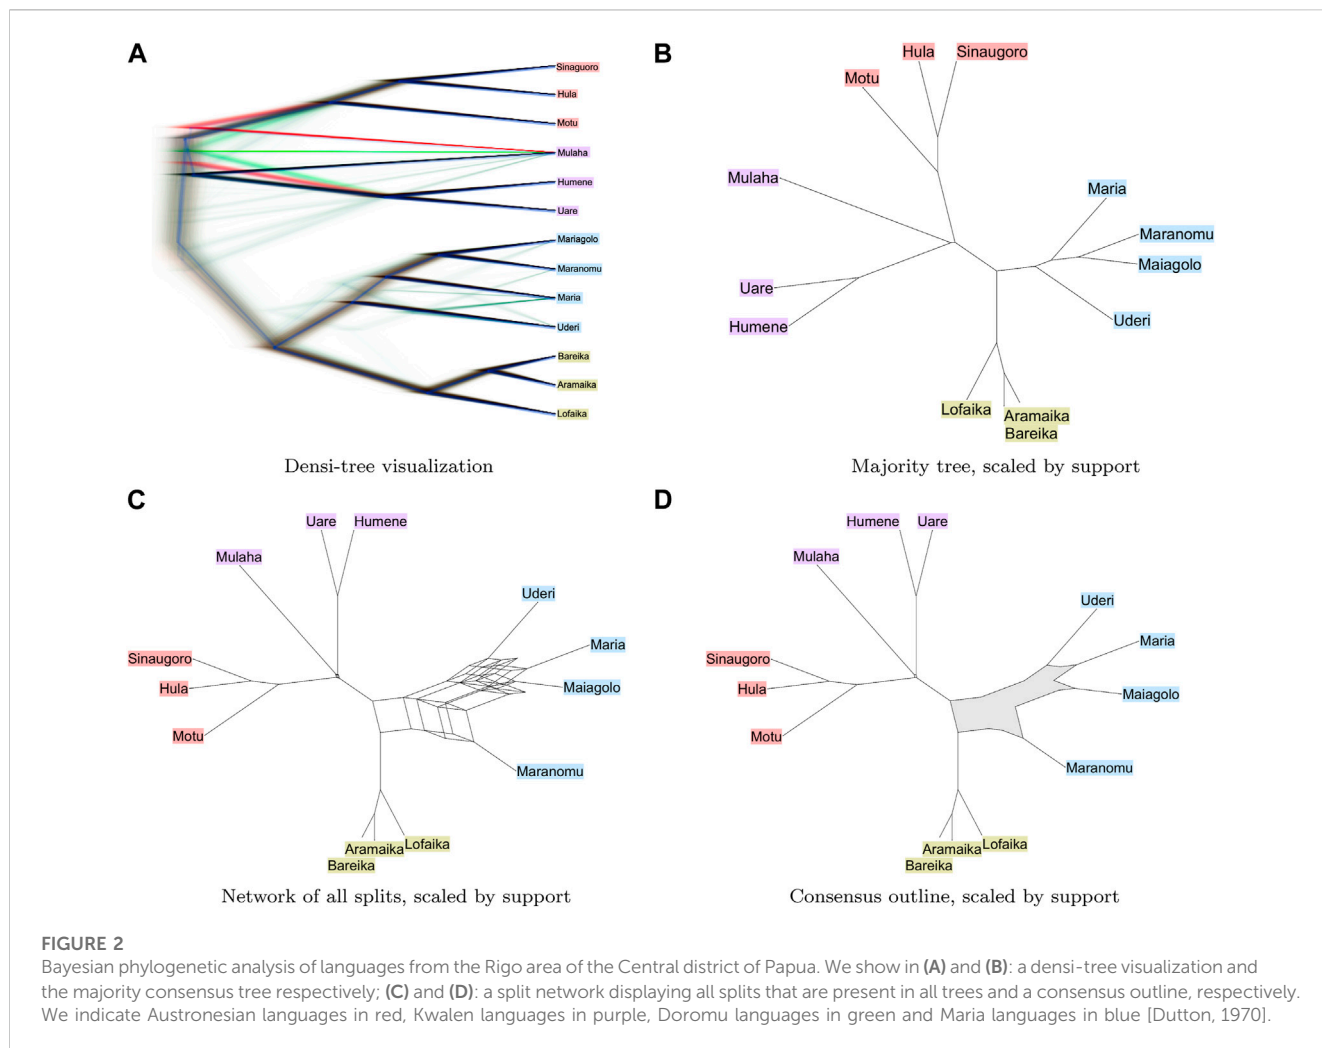 A
Sinaguoro
Hula
Motu
Mulaha
Humene
Uare
Mariagolo
Maranomu
Maria
Uderi
Bareika
Aramaika
Lofaika
Densi-tree visualization
B
Hula Sinaugoro
Motu
Mulaha
Maria
Maranomu
Maiagolo
Uare
Humene
Uderi
Lofaika
Aramaika
Bareika
Majority tree, scaled by support
C
Uare Humene
Mulaha
Uderi
Maria
Sinaugoro
Hula
Maiagolo
Motu
Maranomu
Aramaika Lofaika
Bareika
Network of all splits, scaled by support
D
Humene Uare
Mulaha
Uderi
Maria
Sinaugoro
Hula
Maiagolo
Motu
Maranomu
Aramaika Lofaika
Bareika
Consensus outline, scaled by support
FIGURE 2
Bayesian phylogenetic analysis of languages from the Rigo area of the Central district of Papua. We show in (A) and (B): a densi-tree visualization and
the majority consensus tree respectively; (C) and (D): a split network displaying all splits that are present in all trees and a consensus outline, respectively.
We indicate Austronesian languages in red, Kwalen languages in purple, Doromu languages in green and Maria languages in blue [Dutton, 1970].